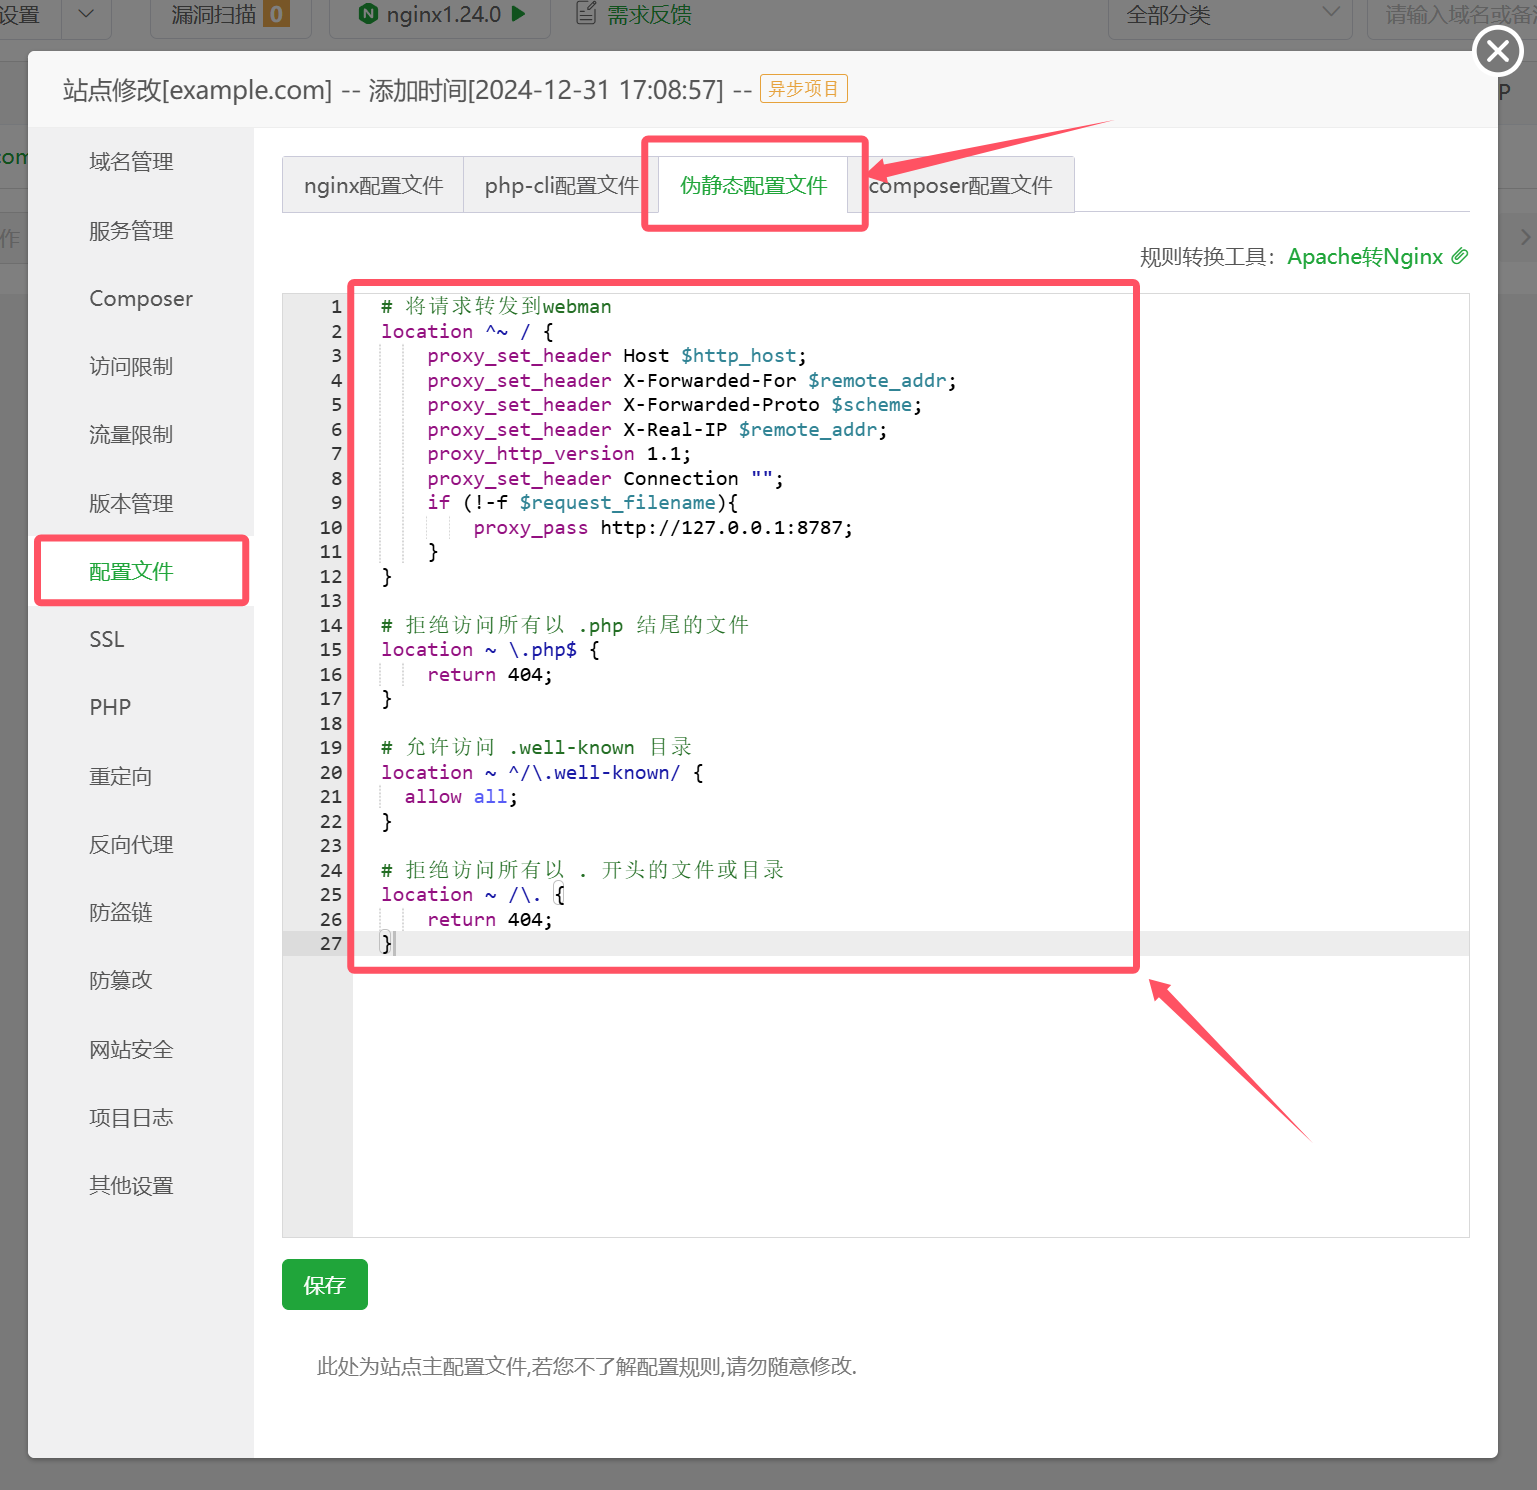 设置
漏洞扫描 0
nginx1.24.0
需求反馈
全部分类
请输入域名或备
站点修改[example.com] -- 添加时间[2024-12-31 17:08:57] -- 异步项目
P
com
作
域名管理
服务管理
Composer
访问限制
流量限制
版本管理
配置文件
SSL
PHP
重定向
反向代理
防盗链
防篡改
网站安全
项目日志
其他设置
nginx配置文件
php-cli配置文件
伪静态配置文件
composer配置文件
规则转换工具：Apache转Nginx
1 # 将请求转发到webman
2 location ^~ / {
3 proxy_set_header Host $http_host;
4 proxy_set_header X-Forwarded-For $remote_addr;
5 proxy_set_header X-Forwarded-Proto $scheme;
6 proxy_set_header X-Real-IP $remote_addr;
7 proxy_http_version 1.1;
8 proxy_set_header Connection "";
9 if (!-f $request_filename){
10 proxy_pass http://127.0.0.1:8787;
11 }
12 }
13
14 # 拒绝访问所有以 .php 结尾的文件
15 location ~ \.php$ {
16 return 404;
17 }
18
19 # 允许访问 .well-known 目录
20 location ~ ^/\.well-known/ {
21 allow all;
22 }
23
24 # 拒绝访问所有以 . 开头的文件或目录
25 location ~ /\. {
26 return 404;
27 }
保存
此处为站点主配置文件,若您不了解配置规则,请勿随意修改.